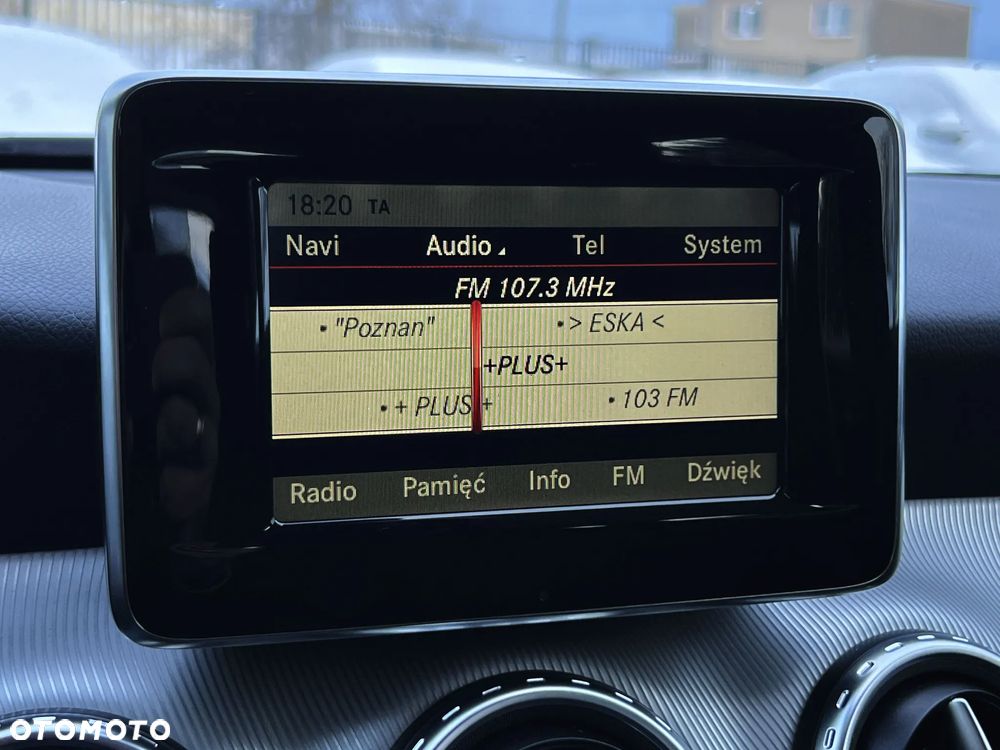 18:20 TA
Navi Audio Tel System
FM 107.3 MHz
• "Poznan" •> ESKA <
+PLUS+
• + PLUS + • 103 FM
Radio Pamięć Info FM Dźwięk
OTOMOTO